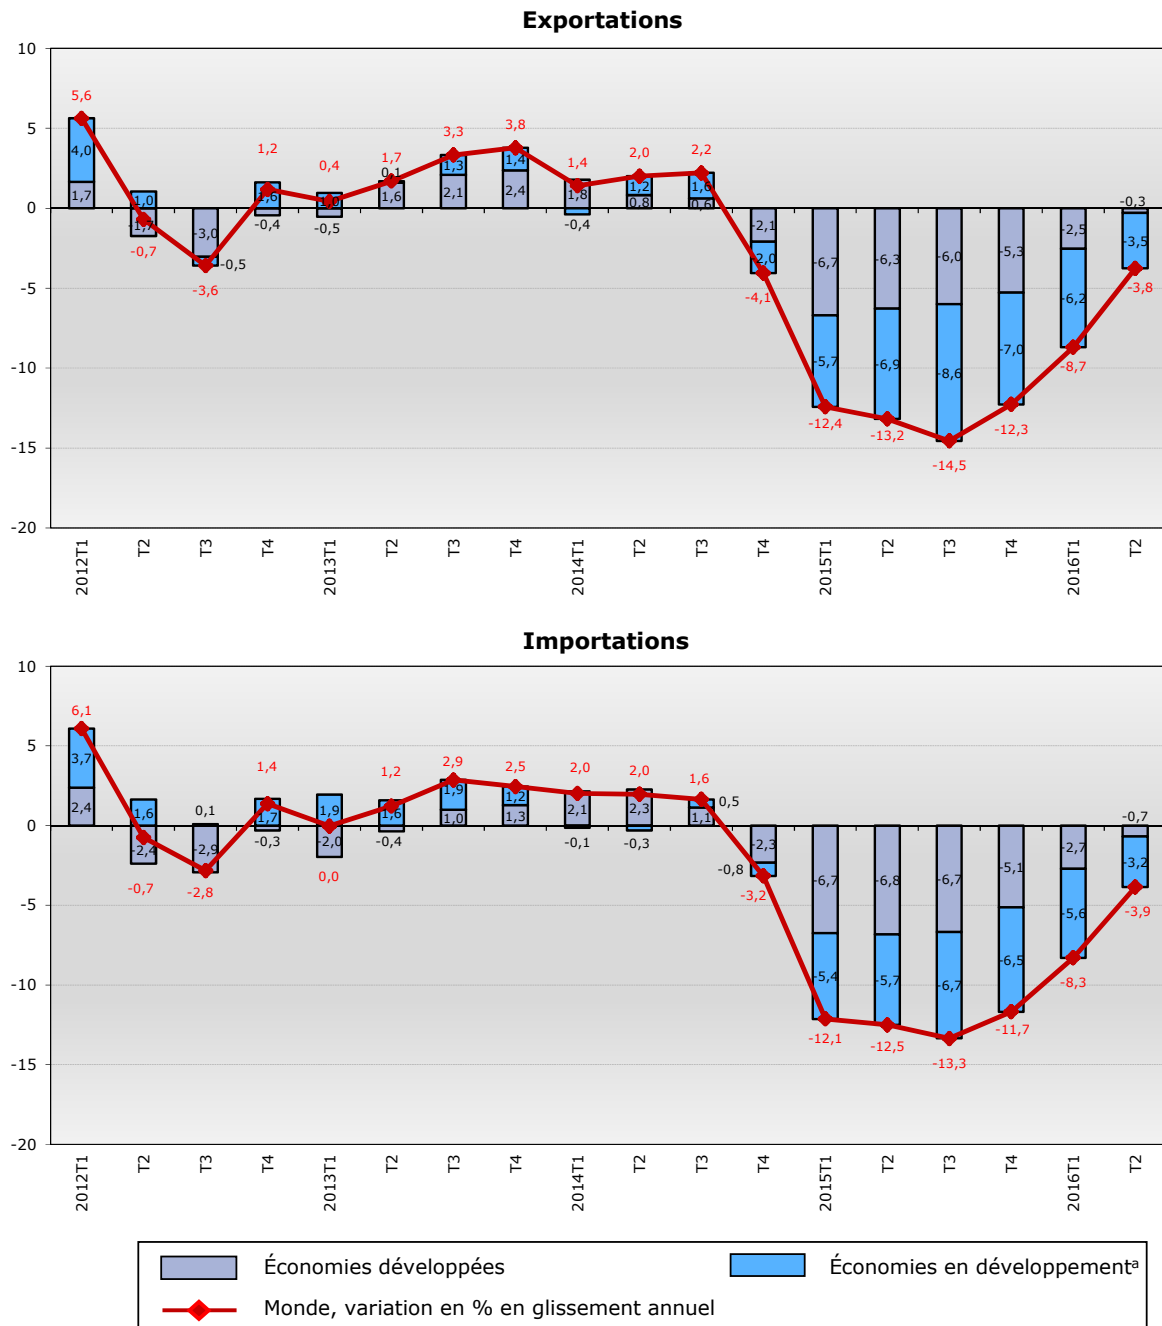 Exportations
10
5
0
-5
-10
-15
-20
5,6 4,0 1,7
1,0 -1,7 -0,7
-3,0 -0,5 -3,6
1,2 1,6 -0,4
0,4 -0,5
1,7 0,1 1,6
3,3 1,3 2,1
3,8 1,4 2,4
1,4 1,8 -0,4
2,0 1,2 0,8
2,2 1,6 0,6
-2,1 -2,0 -4,1
-6,7 -5,7 -12,4
-6,3 -6,9 -13,2
-6,0 -8,6 -14,5
-5,3 -7,0 -12,3
-2,5 -6,2 -8,7
-0,3 -3,5 -3,8
2012T1 T2 T3 T4 2013T1 T2 T3 T4 2014T1 T2 T3 T4 2015T1 T2 T3 T4 2016T1 T2
Importations
10
5
0
-5
-10
-15
-20
6,1 3,7 2,4
1,6 -2,4 -0,7
0,1 -2,9 -2,8
1,4 1,7 -0,3
1,9 -2,0 0,0
1,2 1,6 -0,4
2,9 1,9 1,0
2,5 1,2 1,3
2,0 2,1 -0,1
2,0 2,3 -0,3
1,6 0,5 1,1
-2,3 -0,8 -3,2
-6,7 -5,4 -12,1
-6,8 -5,7 -12,5
-6,7 -6,7 -13,3
-5,1 -6,5 -11,7
-2,7 -5,6 -8,3
-0,7 -3,2 -3,9
2012T1 T2 T3 T4 2013T1 T2 T3 T4 2014T1 T2 T3 T4 2015T1 T2 T3 T4 2016T1 T2
Économies développées
Économies en développementᵃ
Monde, variation en % en glissement annuel